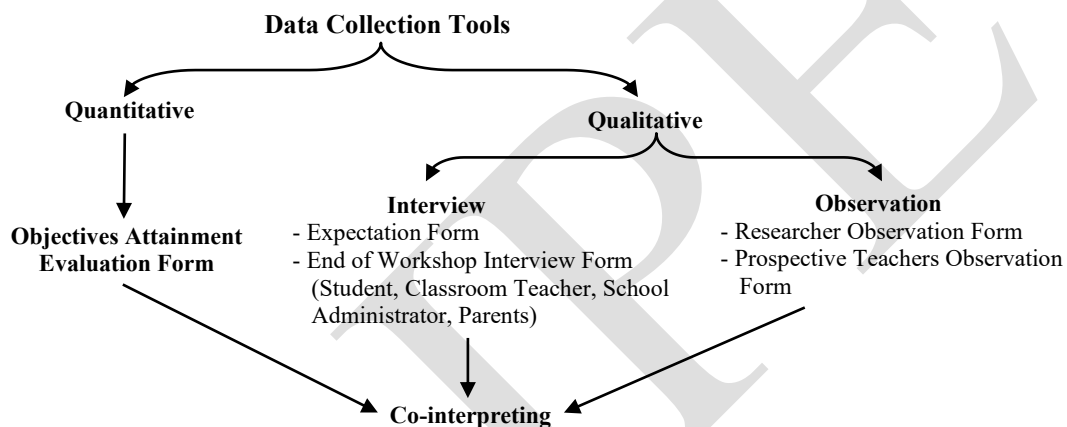 Data Collection Tools
Quantitative
Qualitative
Objectives Attainment
Evaluation Form
Interview
- Expectation Form
- End of Workshop Interview Form
(Student, Classroom Teacher, School
Administrator, Parents)
Observation
- Researcher Observation Form
- Prospective Teachers Observation
Form
Co-interpreting